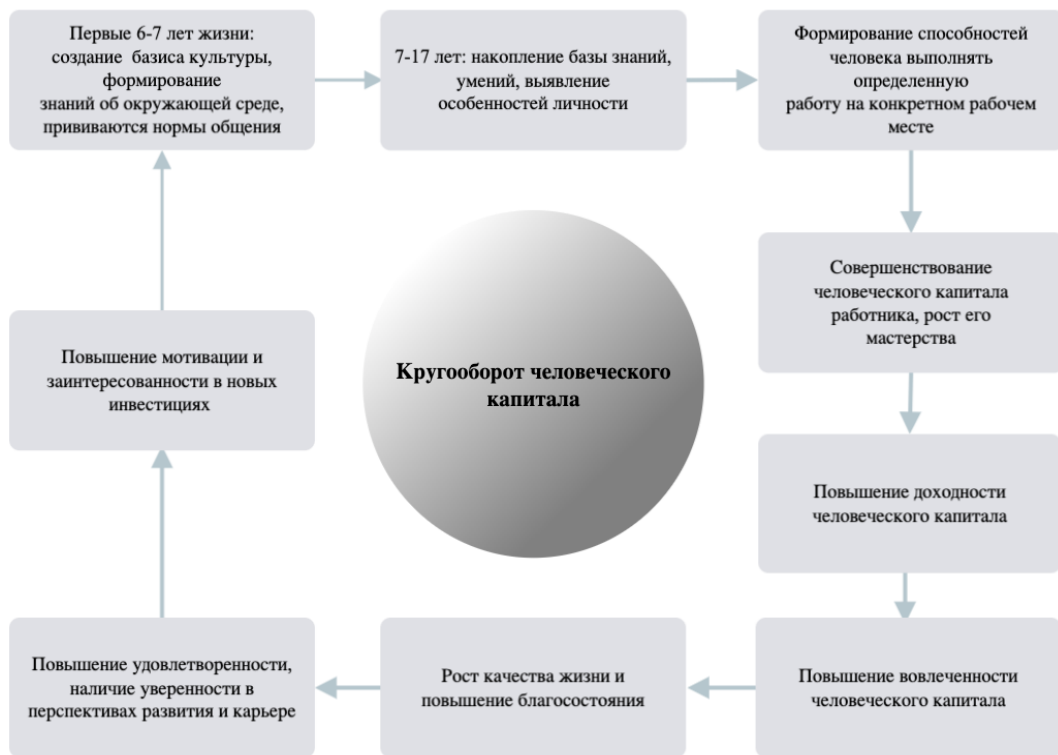 Первые 6-7 лет жизни:
создание базиса культуры,
формирование
знаний об окружающей среде,
прививаются нормы общения
7-17 лет: накопление базы знаний,
умений, выявление
особенностей личности
Формирование способностей
человека выполнять
определенную
работу на конкретном рабочем
месте
Совершенствование
человеческого капитала
работника, рост его
мастерства
Повышение доходности
человеческого капитала
Повышение вовлеченности
человеческого капитала
Рост качества жизни и
повышение благосостояния
Повышение удовлетворенности,
наличие уверенности в
перспективах развития и карьере
Повышение мотивации и
заинтересованности в новых
инвестициях
Кругооборот человеческого
капитала